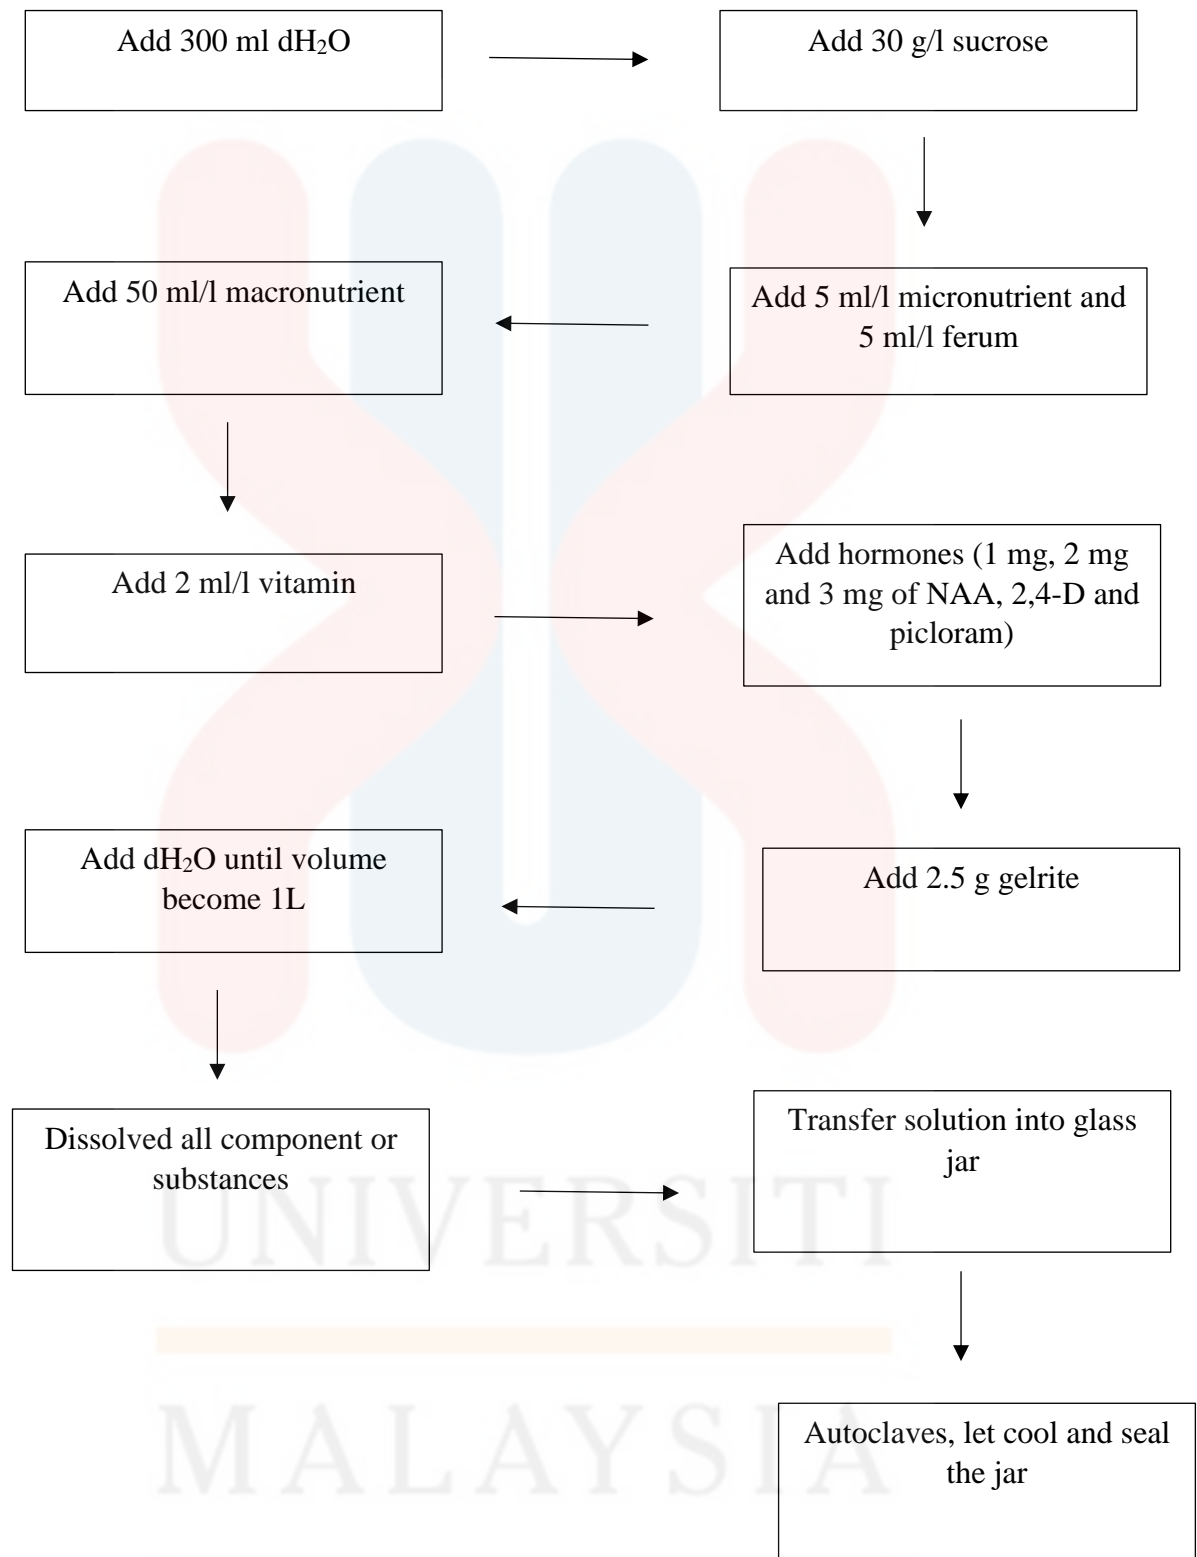 Add 300 ml dH₂O
Add 30 g/l sucrose
Add 5 ml/l micronutrient and
5 ml/l ferum
Add 50 ml/l macronutrient
Add 2 ml/l vitamin
Add hormones (1 mg, 2 mg
and 3 mg of NAA, 2,4-D and
picloram)
Add 2.5 g gelrite
Add dH₂O until volume
become 1L
Dissolved all component or
substances
Transfer solution into glass
jar
Autoclaves, let cool and seal
the jar
UNIVERSITI
MALAYSIA